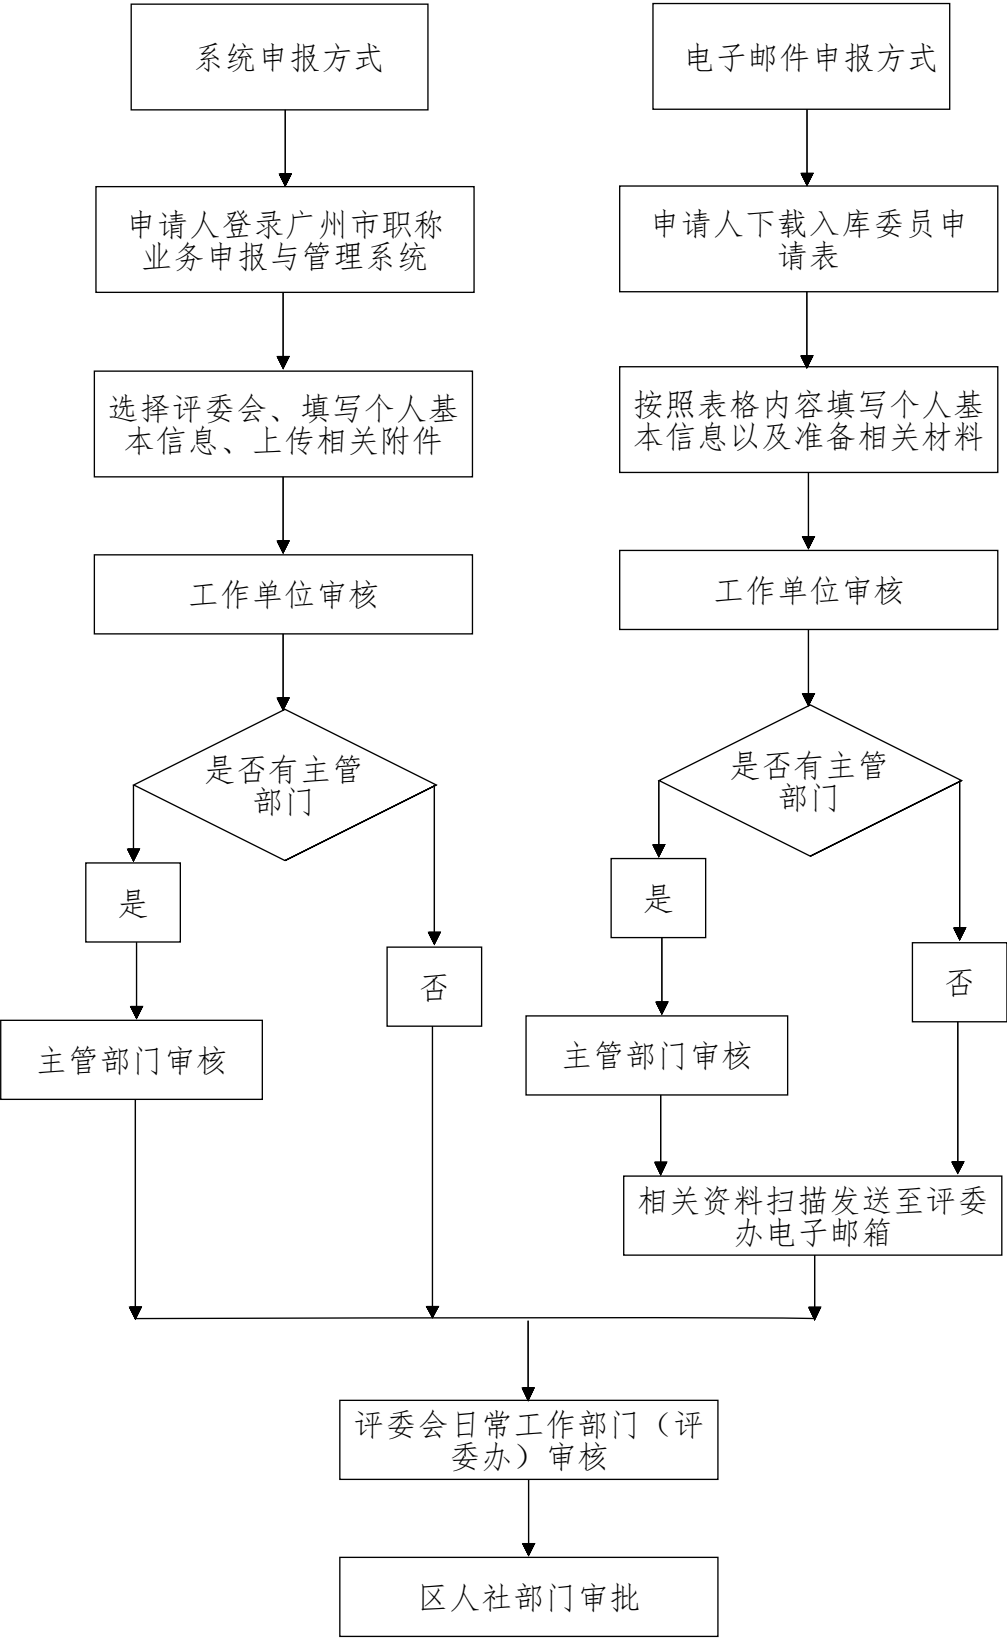 系统申报方式
电子邮件申报方式
申请人登录广州市职称
业务申报与管理系统
申请人下载入库委员申
请表
选择评委会、填写个人基
本信息、上传相关附件
按照表格内容填写个人基
本信息以及准备相关材料
工作单位审核
工作单位审核
是否有主管
部门
是否有主管
部门
是
否
是
否
主管部门审核
主管部门审核
相关资料扫描发送至评委
办电子邮箱
评委会日常工作部门（评
委办）审核
区人社部门审批